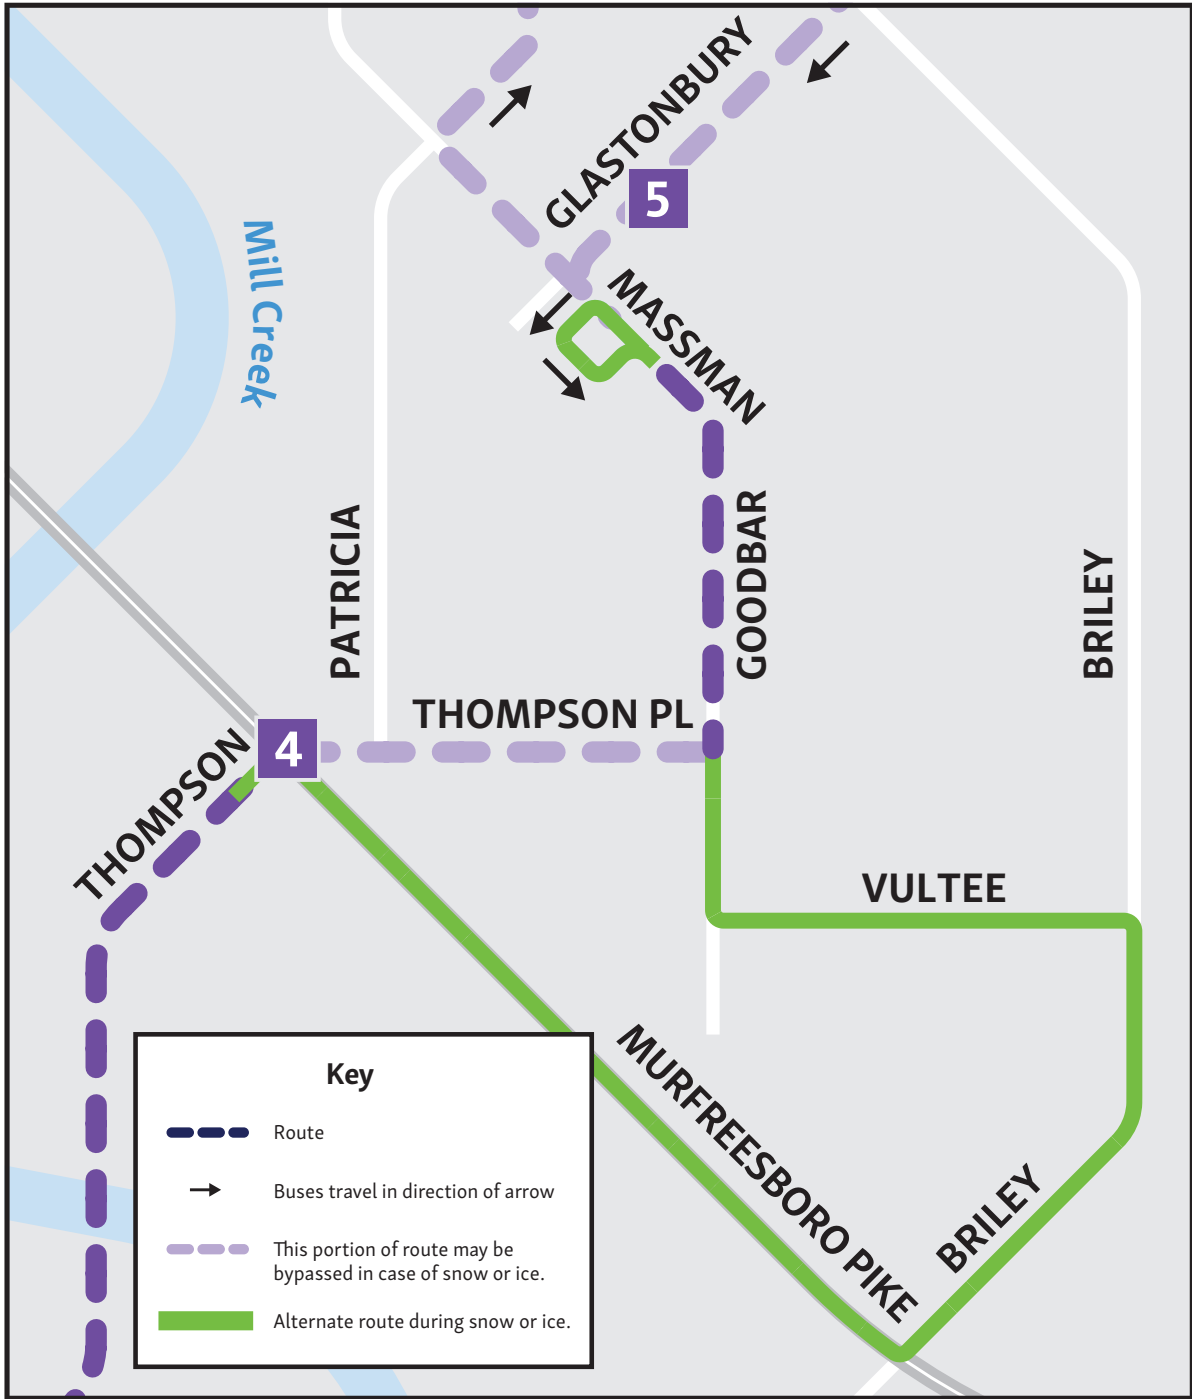 GLASTONBURY
5
Mill Creek
MASSMAN
PATRICIA
GOODBAR
BRILEY
THOMPSON PL
4
THOMPSON
VULTEE
MURFREESBORO PIKE
BRILEY
Key
Route
Buses travel in direction of arrow
This portion of route may be
bypassed in case of snow or ice.
Alternate route during snow or ice.